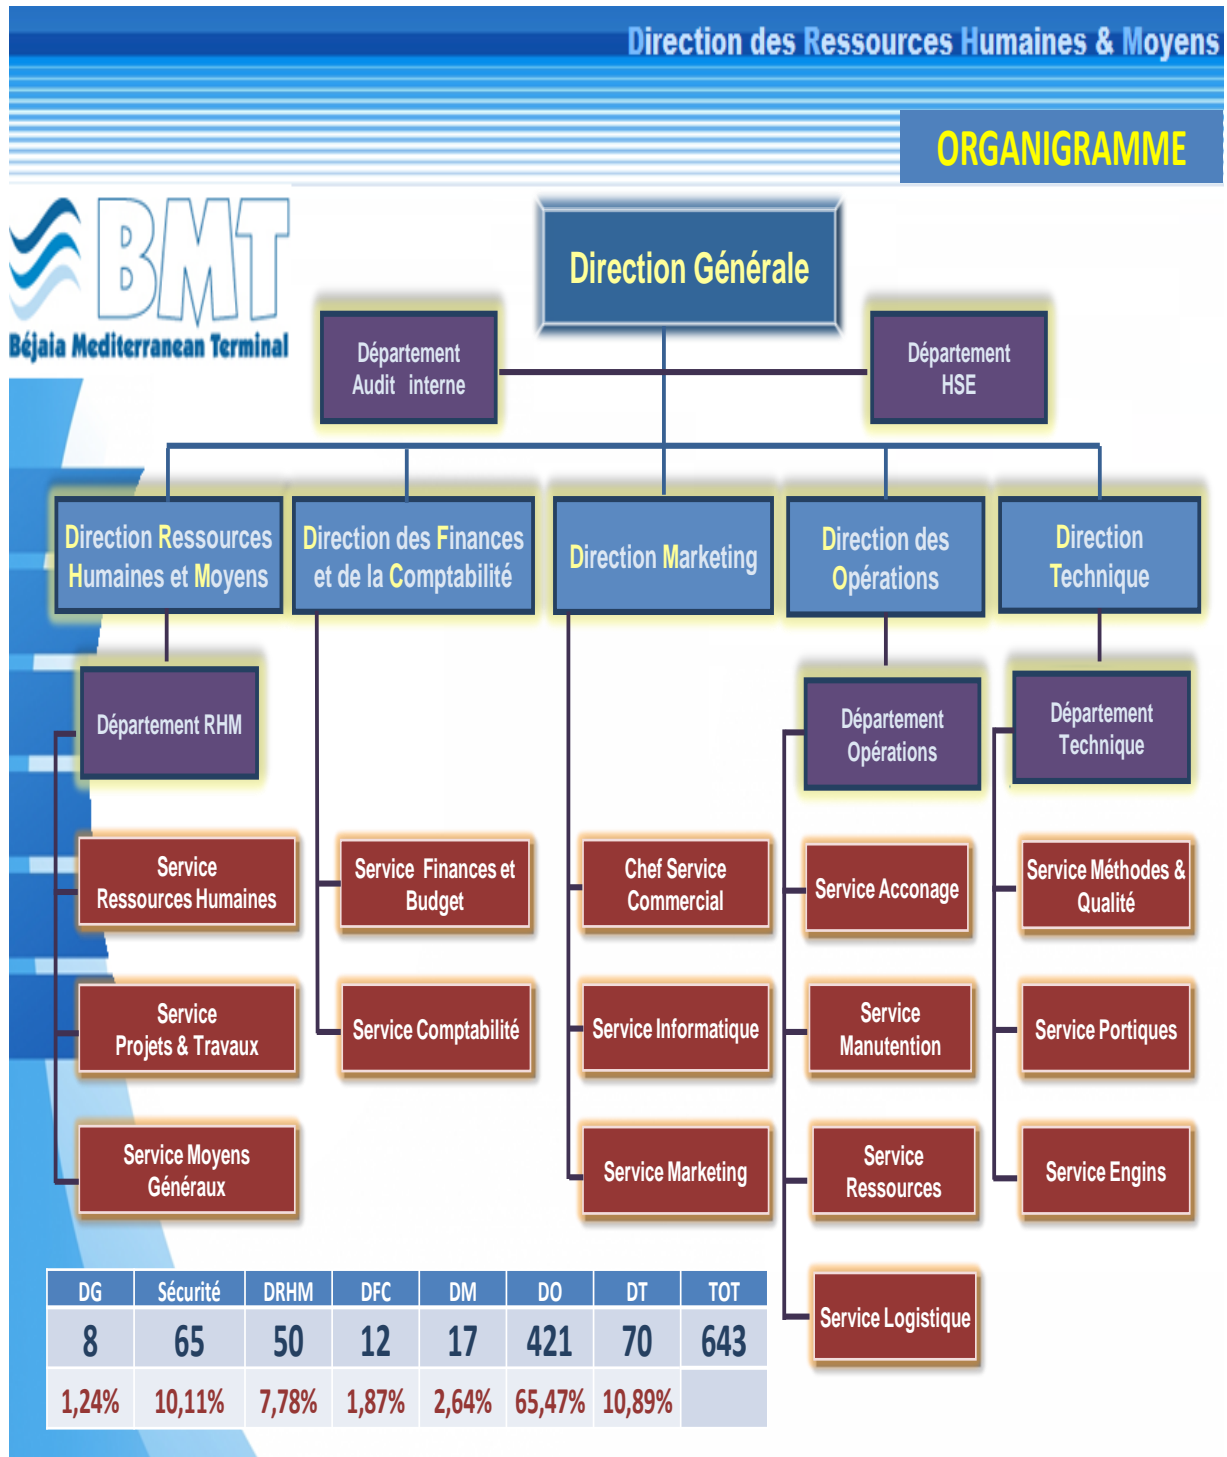 Direction des Ressources Humaines & Moyens
ORGANIGRAMME
BMT
Béjaia Mediterranean Terminal
Direction Générale
Département
Audit interne
Département
HSE
Direction Ressources
Humaines et Moyens
Direction des Finances
et de la Comptabilité
Direction Marketing
Direction des
Opérations
Direction
Technique
Département RHM
Département
Opérations
Département
Technique
Service
Ressources Humaines
Service Finances et
Budget
Chef Service
Commercial
Service Acconage
Service Méthodes &
Qualité
Service
Projets & Travaux
Service Comptabilité
Service Informatique
Service
Manutention
Service Portiques
Service Moyens
Généraux
Service Marketing
Service
Ressources
Service Engins
Service Logistique
DG Sécurité DRHM DFC DM DO DT TOT
8 65 50 12 17 421 70 643
1,24% 10,11% 7,78% 1,87% 2,64% 65,47% 10,89%